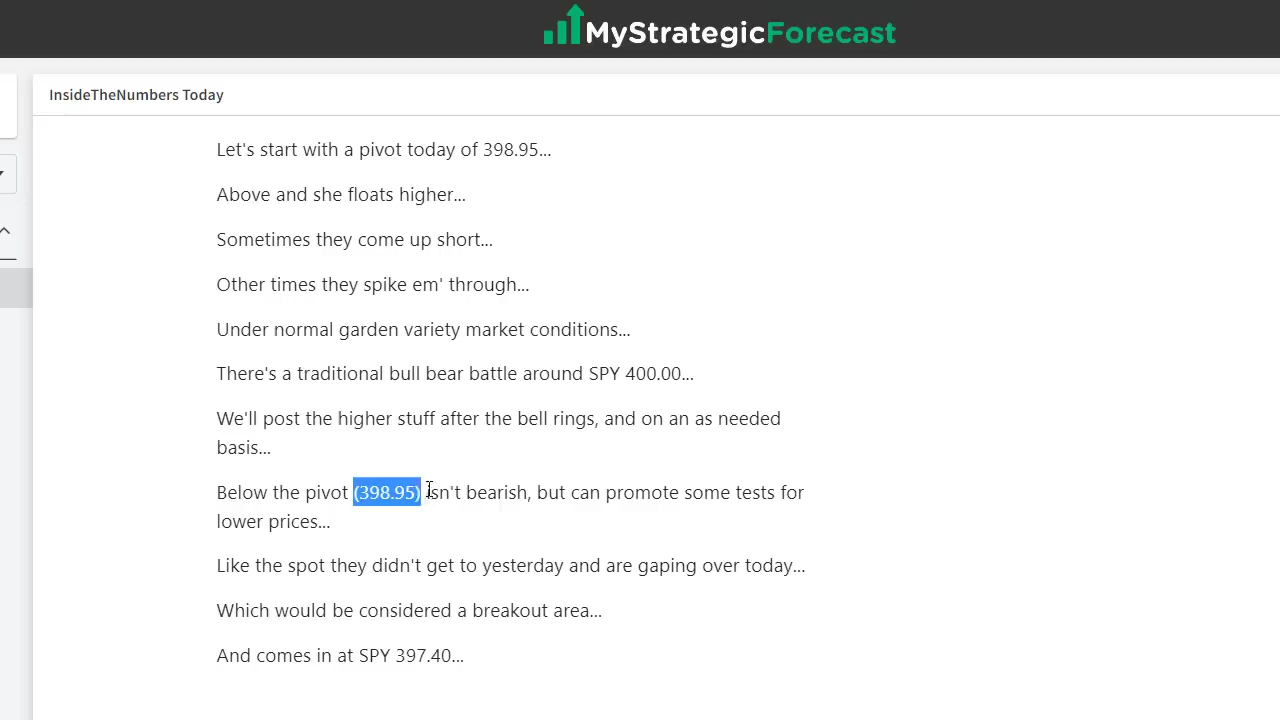 MyStrategicForecast
InsideTheNumbers Today
Let's start with a pivot today of 398.95...
Above and she floats higher...
Sometimes they come up short...
Other times they spike em' through...
Under normal garden variety market conditions...
There's a traditional bull bear battle around SPY 400.00...
We'll post the higher stuff after the bell rings, and on an as needed
basis...
Below the pivot (398.95) isn't bearish, but can promote some tests for
lower prices...
Like the spot they didn't get to yesterday and are gaping over today...
Which would be considered a breakout area...
And comes in at SPY 397.40...